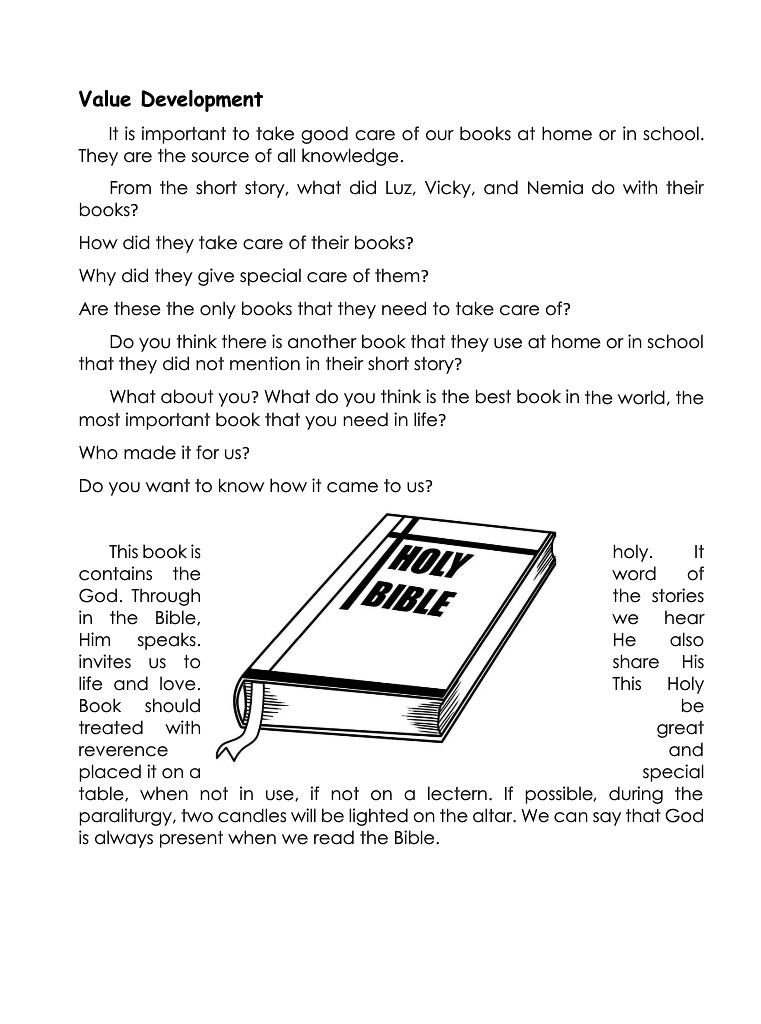 Value Development
It is important to take good care of our books at home or in school.
They are the source of all knowledge.
From the short story, what did Luz, Vicky, and Nemia do with their
books?
How did they take care of their books?
Why did they give special care of them?
Are these the only books that they need to take care of?
Do you think there is another book that they use at home or in school
that they did not mention in their short story?
What about you? What do you think is the best book in the world, the
most important book that you need in life?
Who made it for us?
Do you want to know how it came to us?
HOLY
BIBLE
This book is holy. It
contains the word of
God. Through the stories
in the Bible, we hear
Him speaks. He also
invites us to share His
life and love. This Holy
Book should be
treated with great
reverence and
placed it on a special
table, when not in use, if not on a lectern. If possible, during the
paraliturgy, two candles will be lighted on the altar. We can say that God
is always present when we read the Bible.